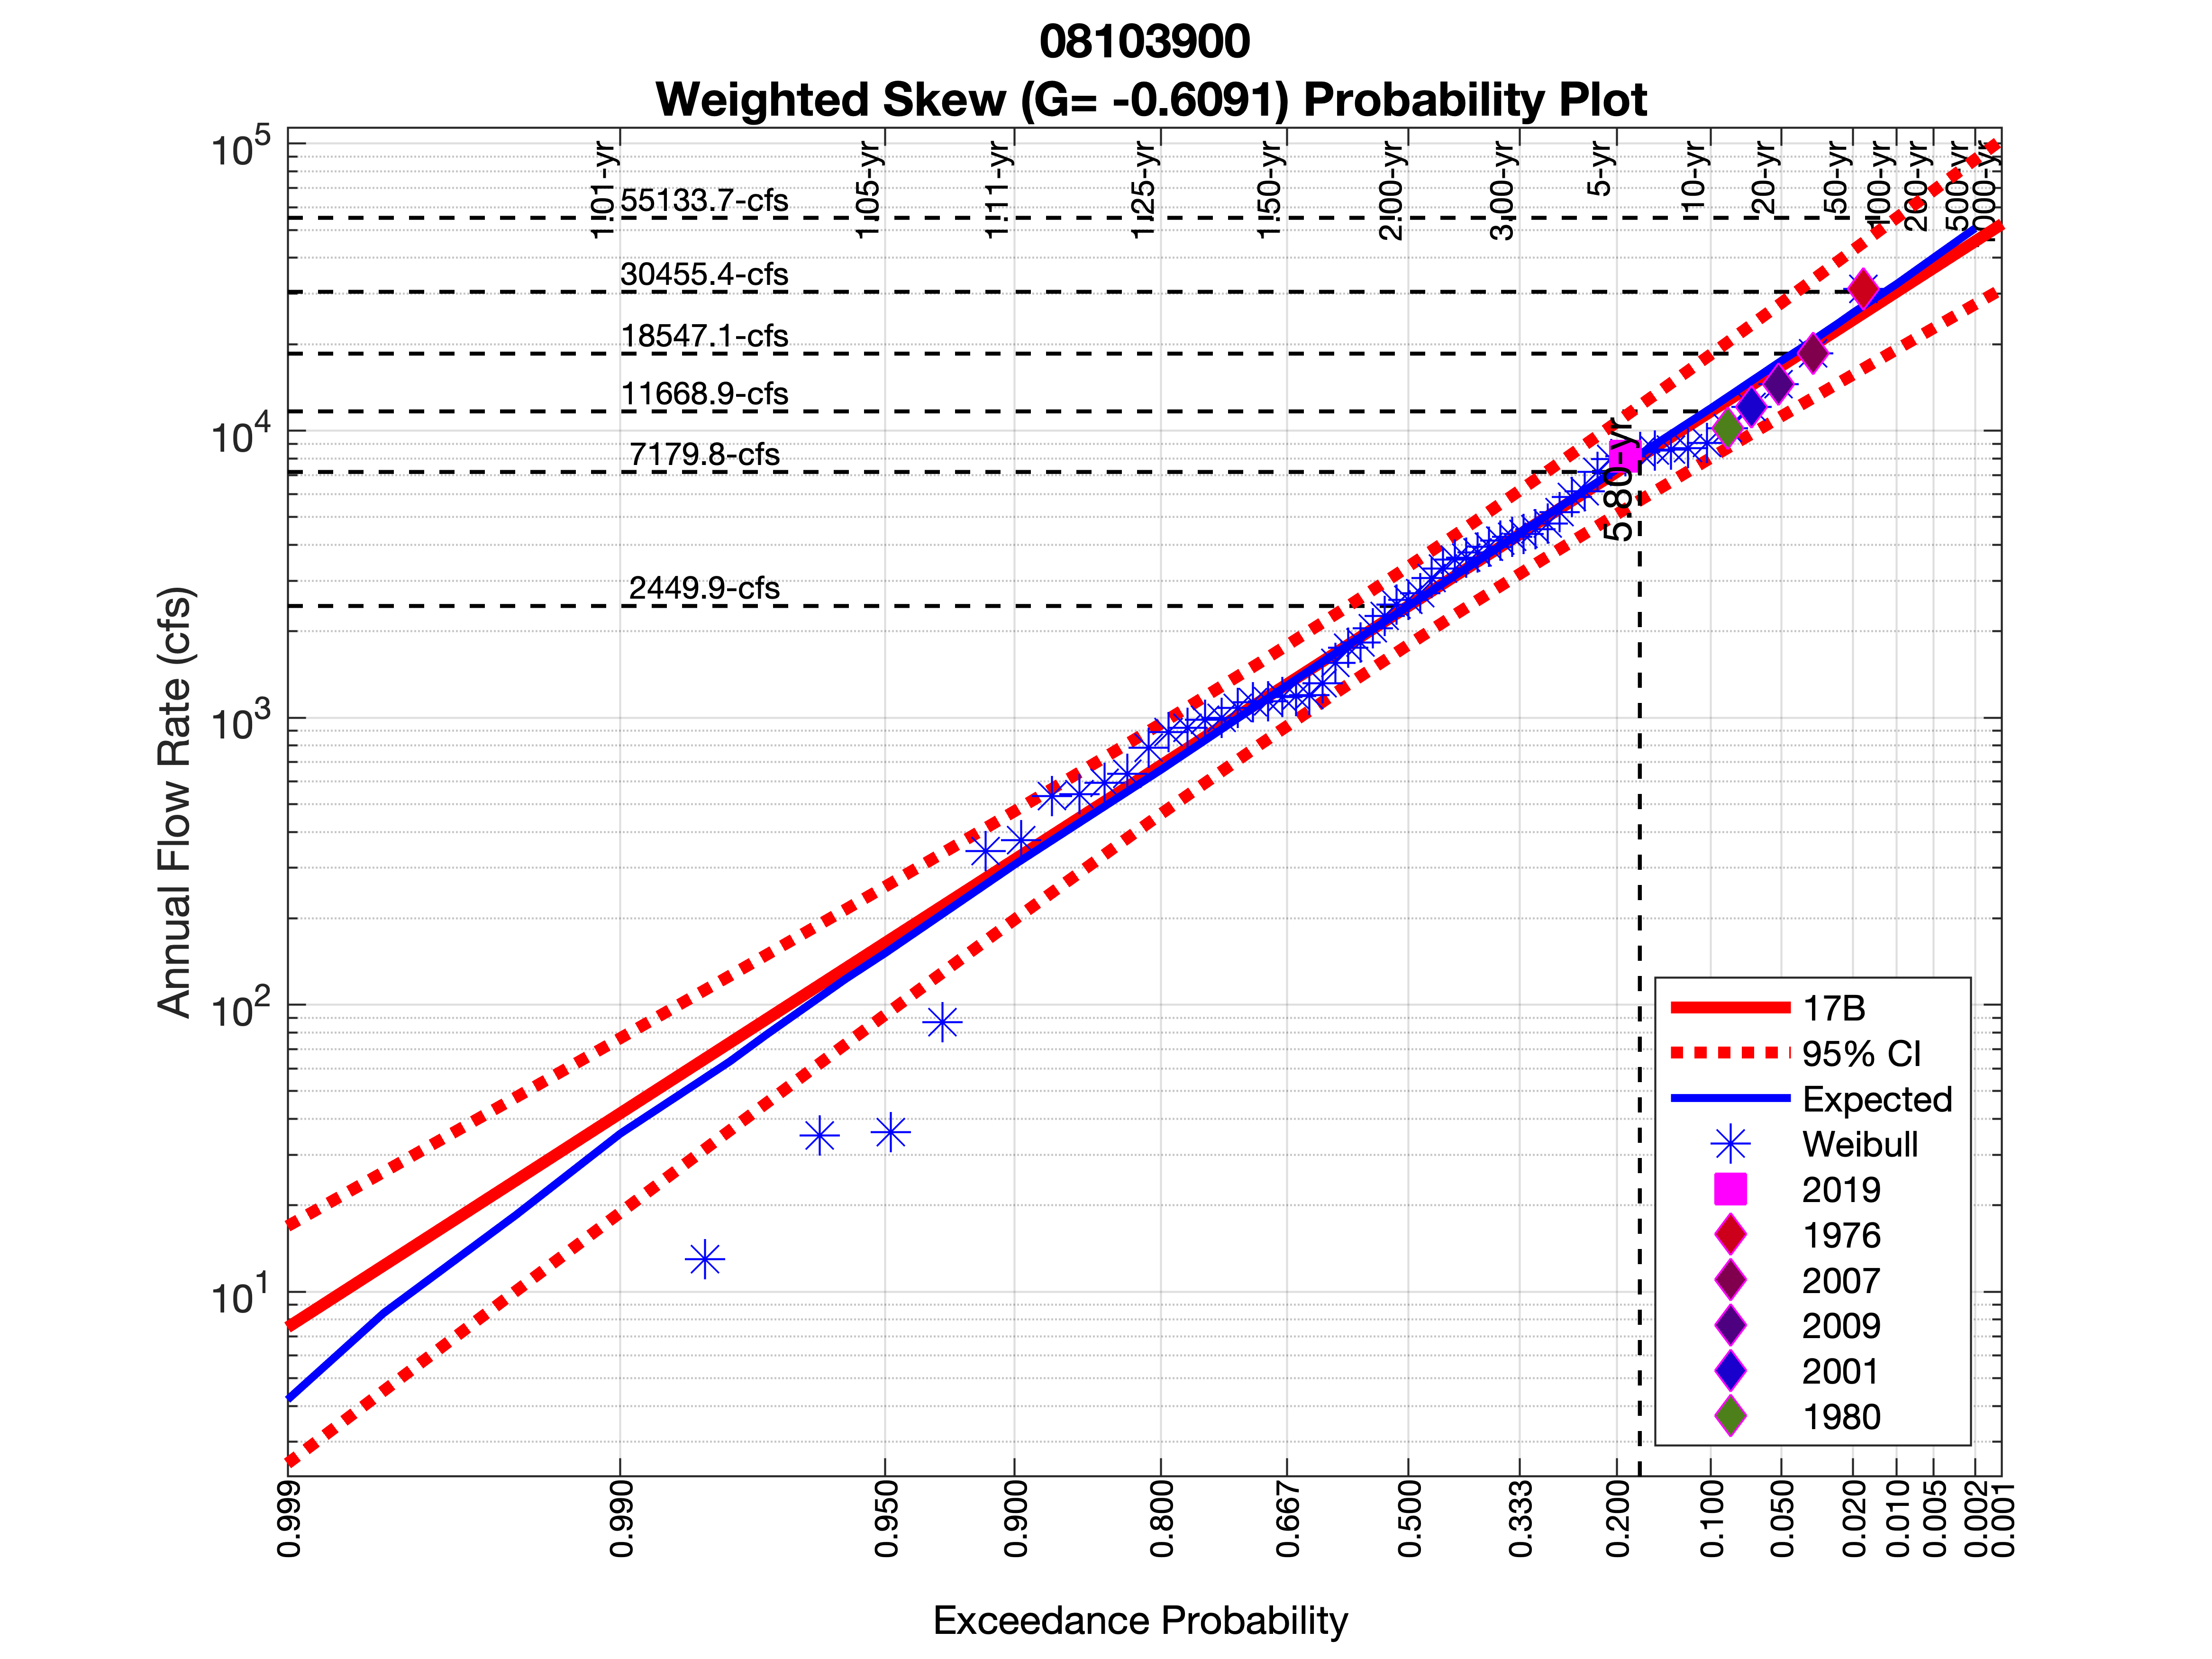 08103900
Weighted Skew (G= -0.6091) Probability Plot
10^5
10^4
10^3
10^2
10^1
Annual Flow Rate (cfs)
1.01-yr
1.05-yr
1.11-yr
1.25-yr
1.50-yr
2.00-yr
3.00-yr
5-yr
10-yr
20-yr
50-yr
100-yr
200-yr
500-yr
1000-yr
55133.7-cfs
30455.4-cfs
18547.1-cfs
11668.9-cfs
7179.8-cfs
2449.9-cfs
5.80-yr
17B
95% CI
Expected
Weibull
2019
1976
2007
2009
2001
1980
0.999
0.990
0.950
0.900
0.800
0.667
0.500
0.333
0.200
0.100
0.050
0.020
0.010
0.005
0.002
0.001
Exceedance Probability